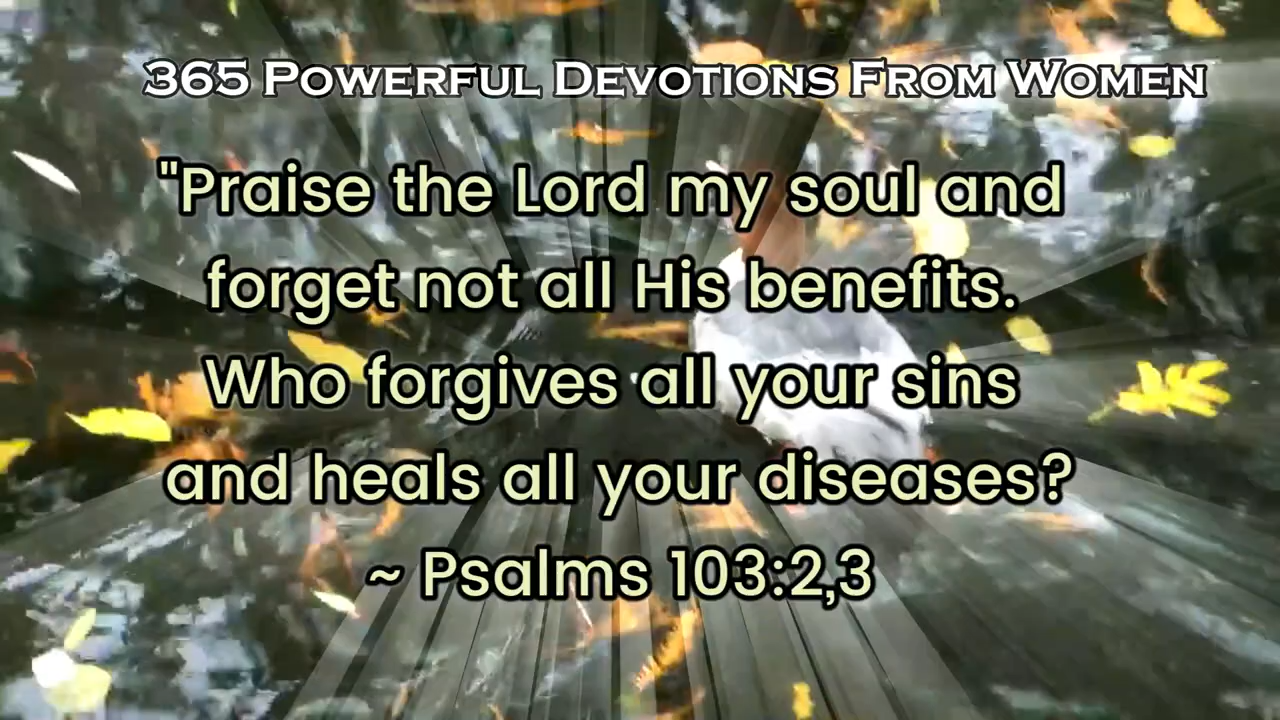 365 Powerful Devotions From Women
"Praise the Lord my soul and
forget not all His benefits.
Who forgives all your sins
and heals all your diseases?
~ Psalms 103:2,3